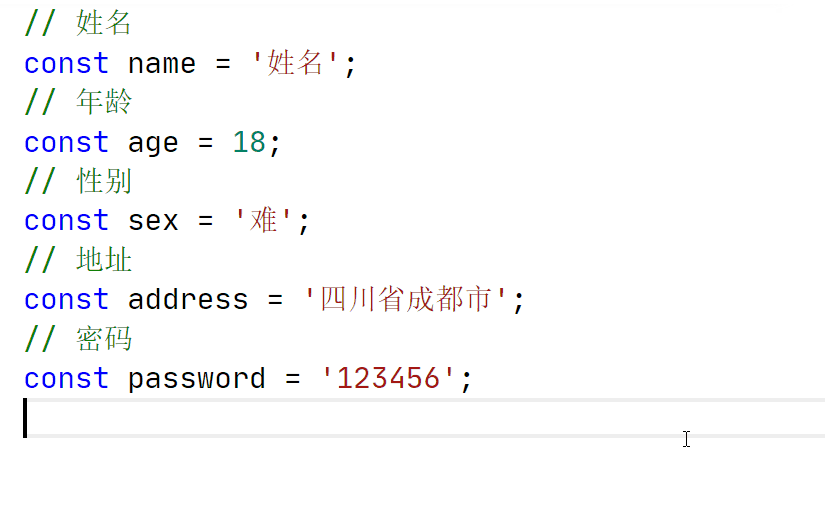 // 姓名
const name = '姓名';
// 年龄
const age = 18;
// 性别
const sex = '难';
// 地址
const address = '四川省成都市';
// 密码
const password = '123456';